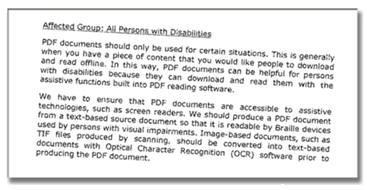 Affected Group: All Persons with Disabilities
PDF documents should only be used for certain situations. This is generally
when you have a piece of content that you would like people to download
and read offline. In this way, PDF documents can be helpful for persons
with disabilities because they can download and read them with the
assistive functions built into PDF reading software.
We have to ensure that PDF documents are accessible to assistive
technologies, such as screen readers. We should produce a PDF document
from a text-based source document so that it is readable by Braille devices
used by persons with visual impairments. Image-based documents, such as
TIF files produced by scanning, should be converted into text-based
documents with Optical Character Recognition (OCR) software prior to
producing the PDF document.